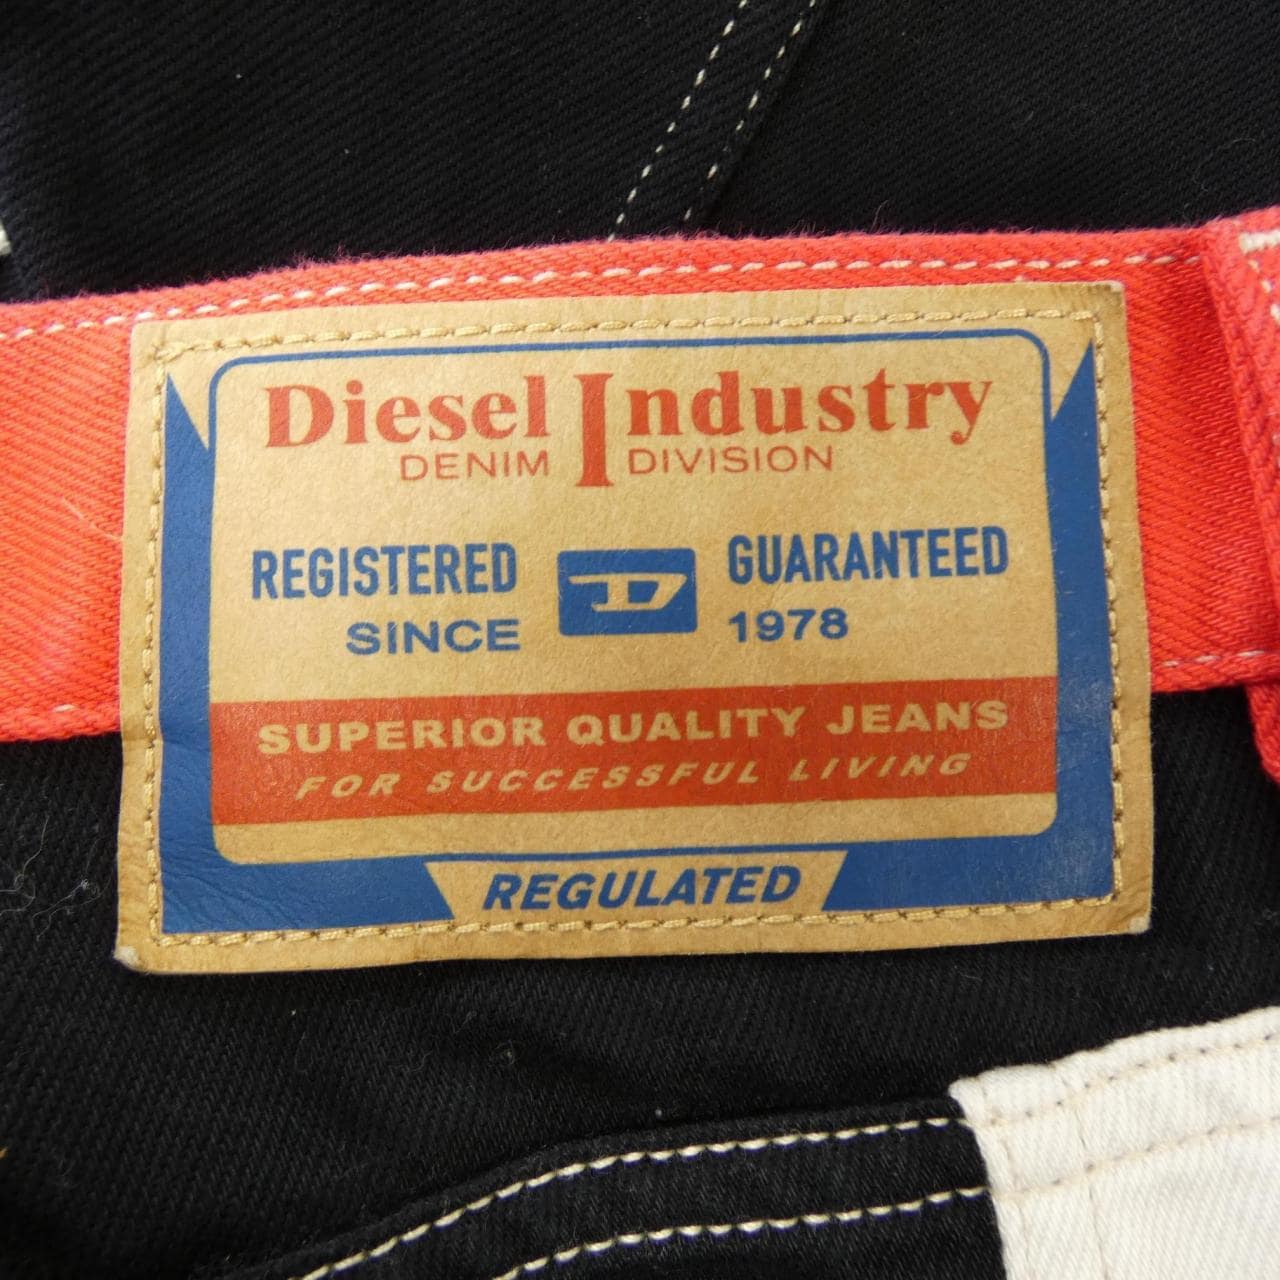 Diesel Industry
DENIM DIVISION
REGISTERED D GUARANTEED
SINCE 1978
SUPERIOR QUALITY JEANS
FOR SUCCESSFUL LIVING
REGULATED